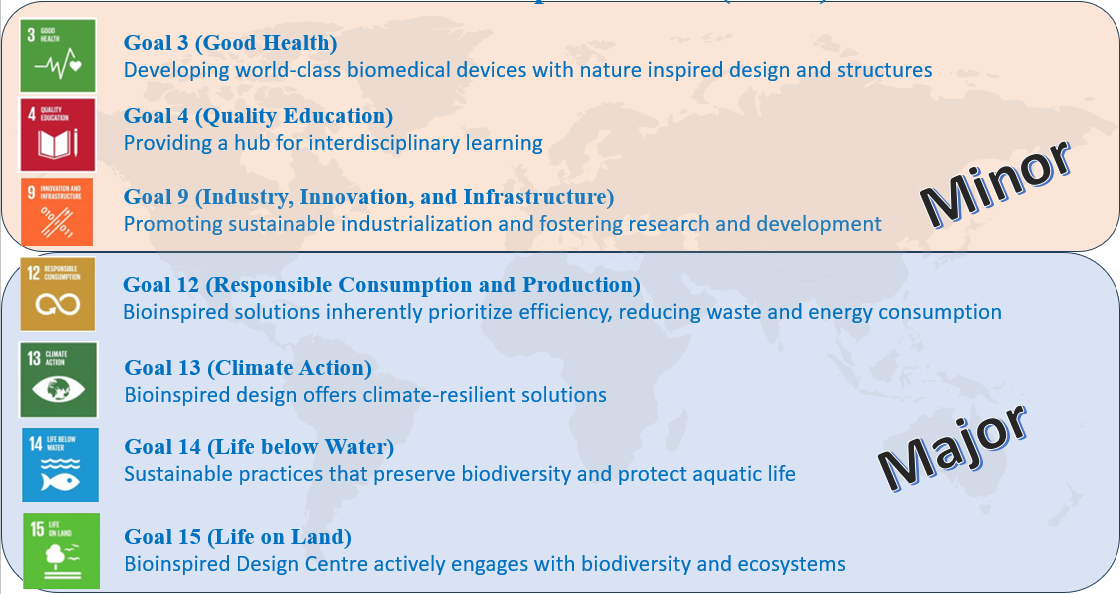 3 GOOD HEALTH
Goal 3 (Good Health)
Developing world-class biomedical devices with nature inspired design and structures
4 QUALITY EDUCATION
Goal 4 (Quality Education)
Providing a hub for interdisciplinary learning
9 INNOVATION AND INFRASTRUCTURE
Goal 9 (Industry, Innovation, and Infrastructure)
Promoting sustainable industrialization and fostering research and development
Minor
12 RESPONSIBLE CONSUMPTION
Goal 12 (Responsible Consumption and Production)
Bioinspired solutions inherently prioritize efficiency, reducing waste and energy consumption
13 CLIMATE ACTION
Goal 13 (Climate Action)
Bioinspired design offers climate-resilient solutions
14 LIFE BELOW WATER
Goal 14 (Life below Water)
Sustainable practices that preserve biodiversity and protect aquatic life
Major
15 LIFE ON LAND
Goal 15 (Life on Land)
Bioinspired Design Centre actively engages with biodiversity and ecosystems